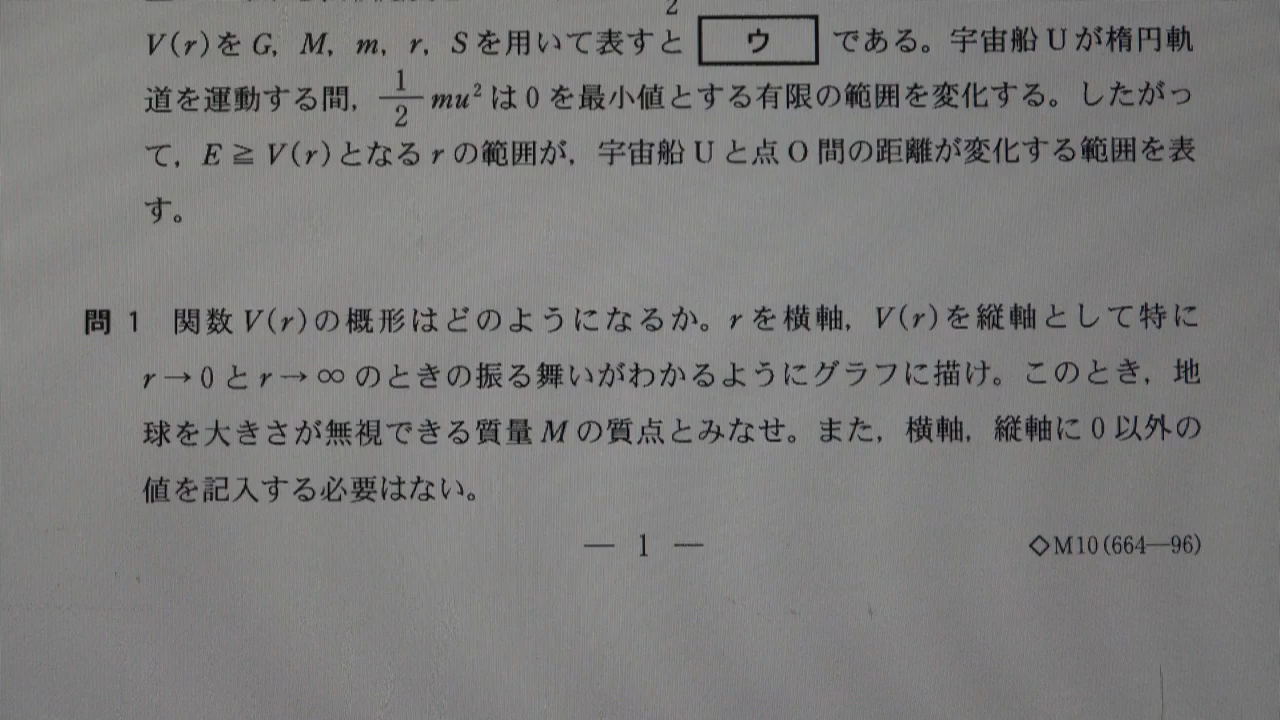 2
V(r)をG, M, m, r, Sを用いて表すと ウ である。宇宙船Uが楕円軌
道を運動する間, 1/2 mu²は0を最小値とする有限の範囲を変化する。したがっ
て, E≧V(r)となるrの範囲が, 宇宙船Uと点O間の距離が変化する範囲を表
す。
問1 関数V(r)の概形はどのようになるか。rを横軸, V(r)を縦軸として特に
r→0とr→∞のときの振る舞いがわかるようにグラフに描け。このとき, 地
球を大きさが無視できる質量Mの質点とみなせ。また, 横軸, 縦軸に0以外の
値を記入する必要はない。
— 1 —
◇M10(664—96)